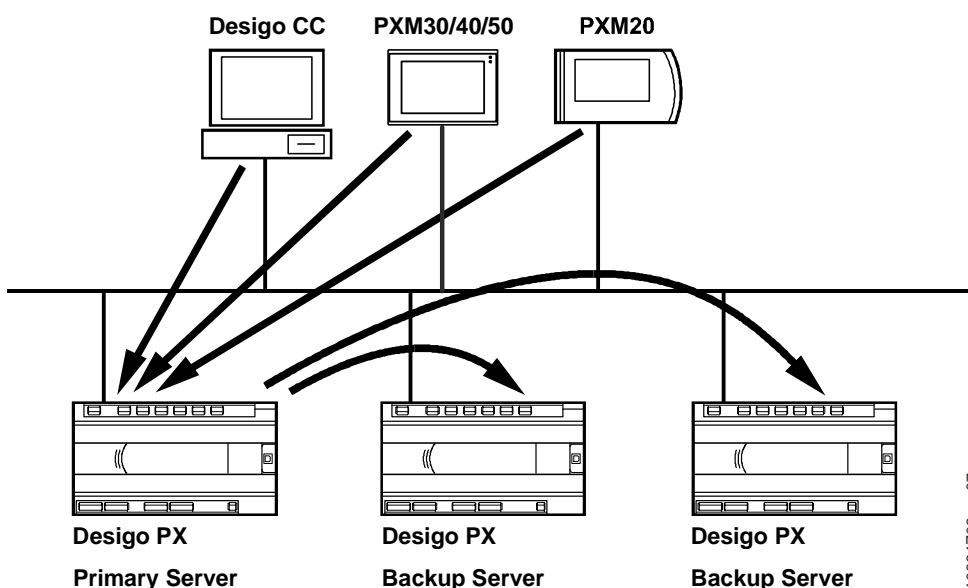 Desigo CC
PXM30/40/50
PXM20
Desigo PX
Primary Server
Desigo PX
Backup Server
Desigo PX
Backup Server